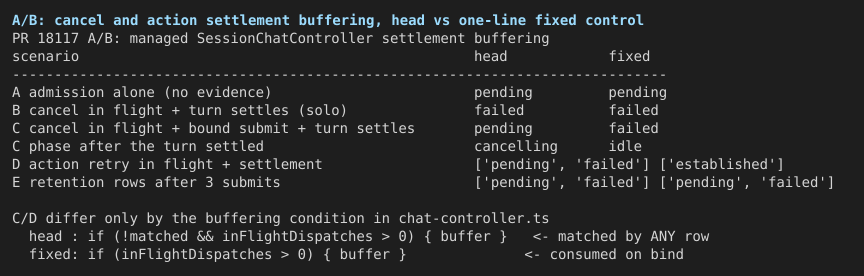 A/B: cancel and action settlement buffering, head vs one-line fixed control
PR 18117 A/B: managed SessionChatController settlement buffering
scenario head fixed
--------------------------------------------------------------------------------
A admission alone (no evidence) pending pending
B cancel in flight + turn settles (solo) failed failed
C cancel in flight + bound submit + turn settles pending failed
C phase after the turn settled cancelling idle
D action retry in flight + settlement ['pending', 'failed'] ['established']
E retention rows after 3 submits ['pending', 'failed'] ['pending', 'failed']
C/D differ only by the buffering condition in chat-controller.ts
head : if (!matched && inFlightDispatches > 0) { buffer } <- matched by ANY row
fixed: if (inFlightDispatches > 0) { buffer } <- consumed on bind